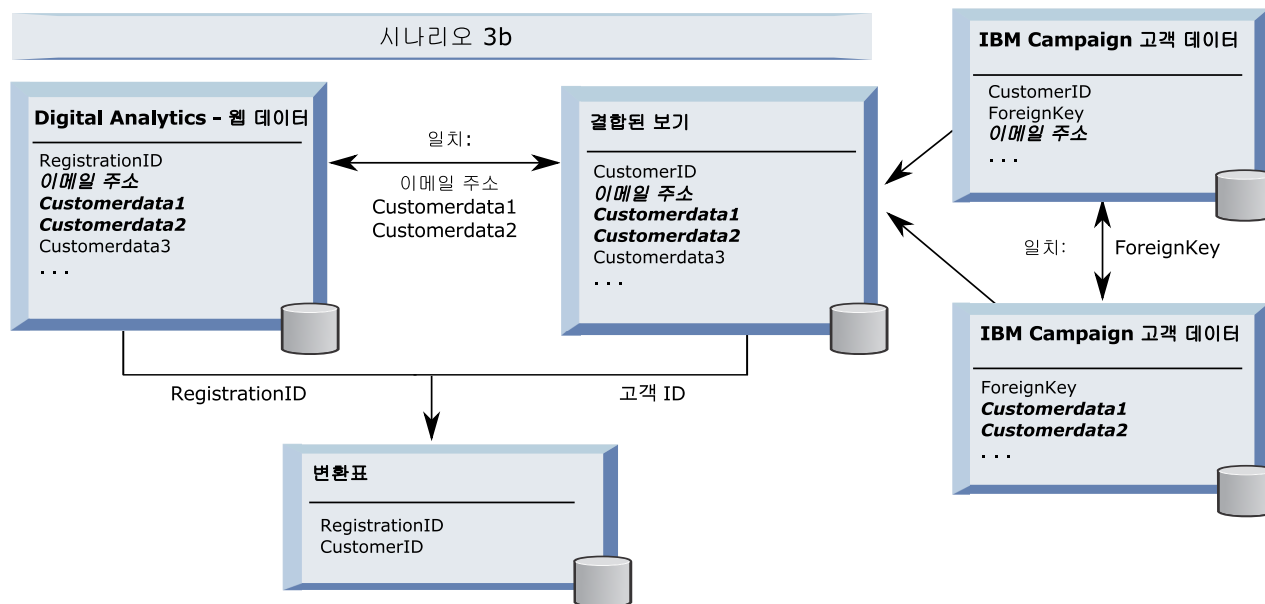 시나리오 3b
Digital Analytics - 웹 데이터
RegistrationID
이메일 주소
Customerdata1
Customerdata2
Customerdata3
. . .
일치:
이메일 주소
Customerdata1
Customerdata2
결합된 보기
CustomerID
이메일 주소
Customerdata1
Customerdata2
Customerdata3
. . .
IBM Campaign 고객 데이터
CustomerID
ForeignKey
이메일 주소
. . .
일치: ForeignKey
IBM Campaign 고객 데이터
ForeignKey
Customerdata1
Customerdata2
. . .
RegistrationID
고객 ID
변환표
RegistrationID
CustomerID